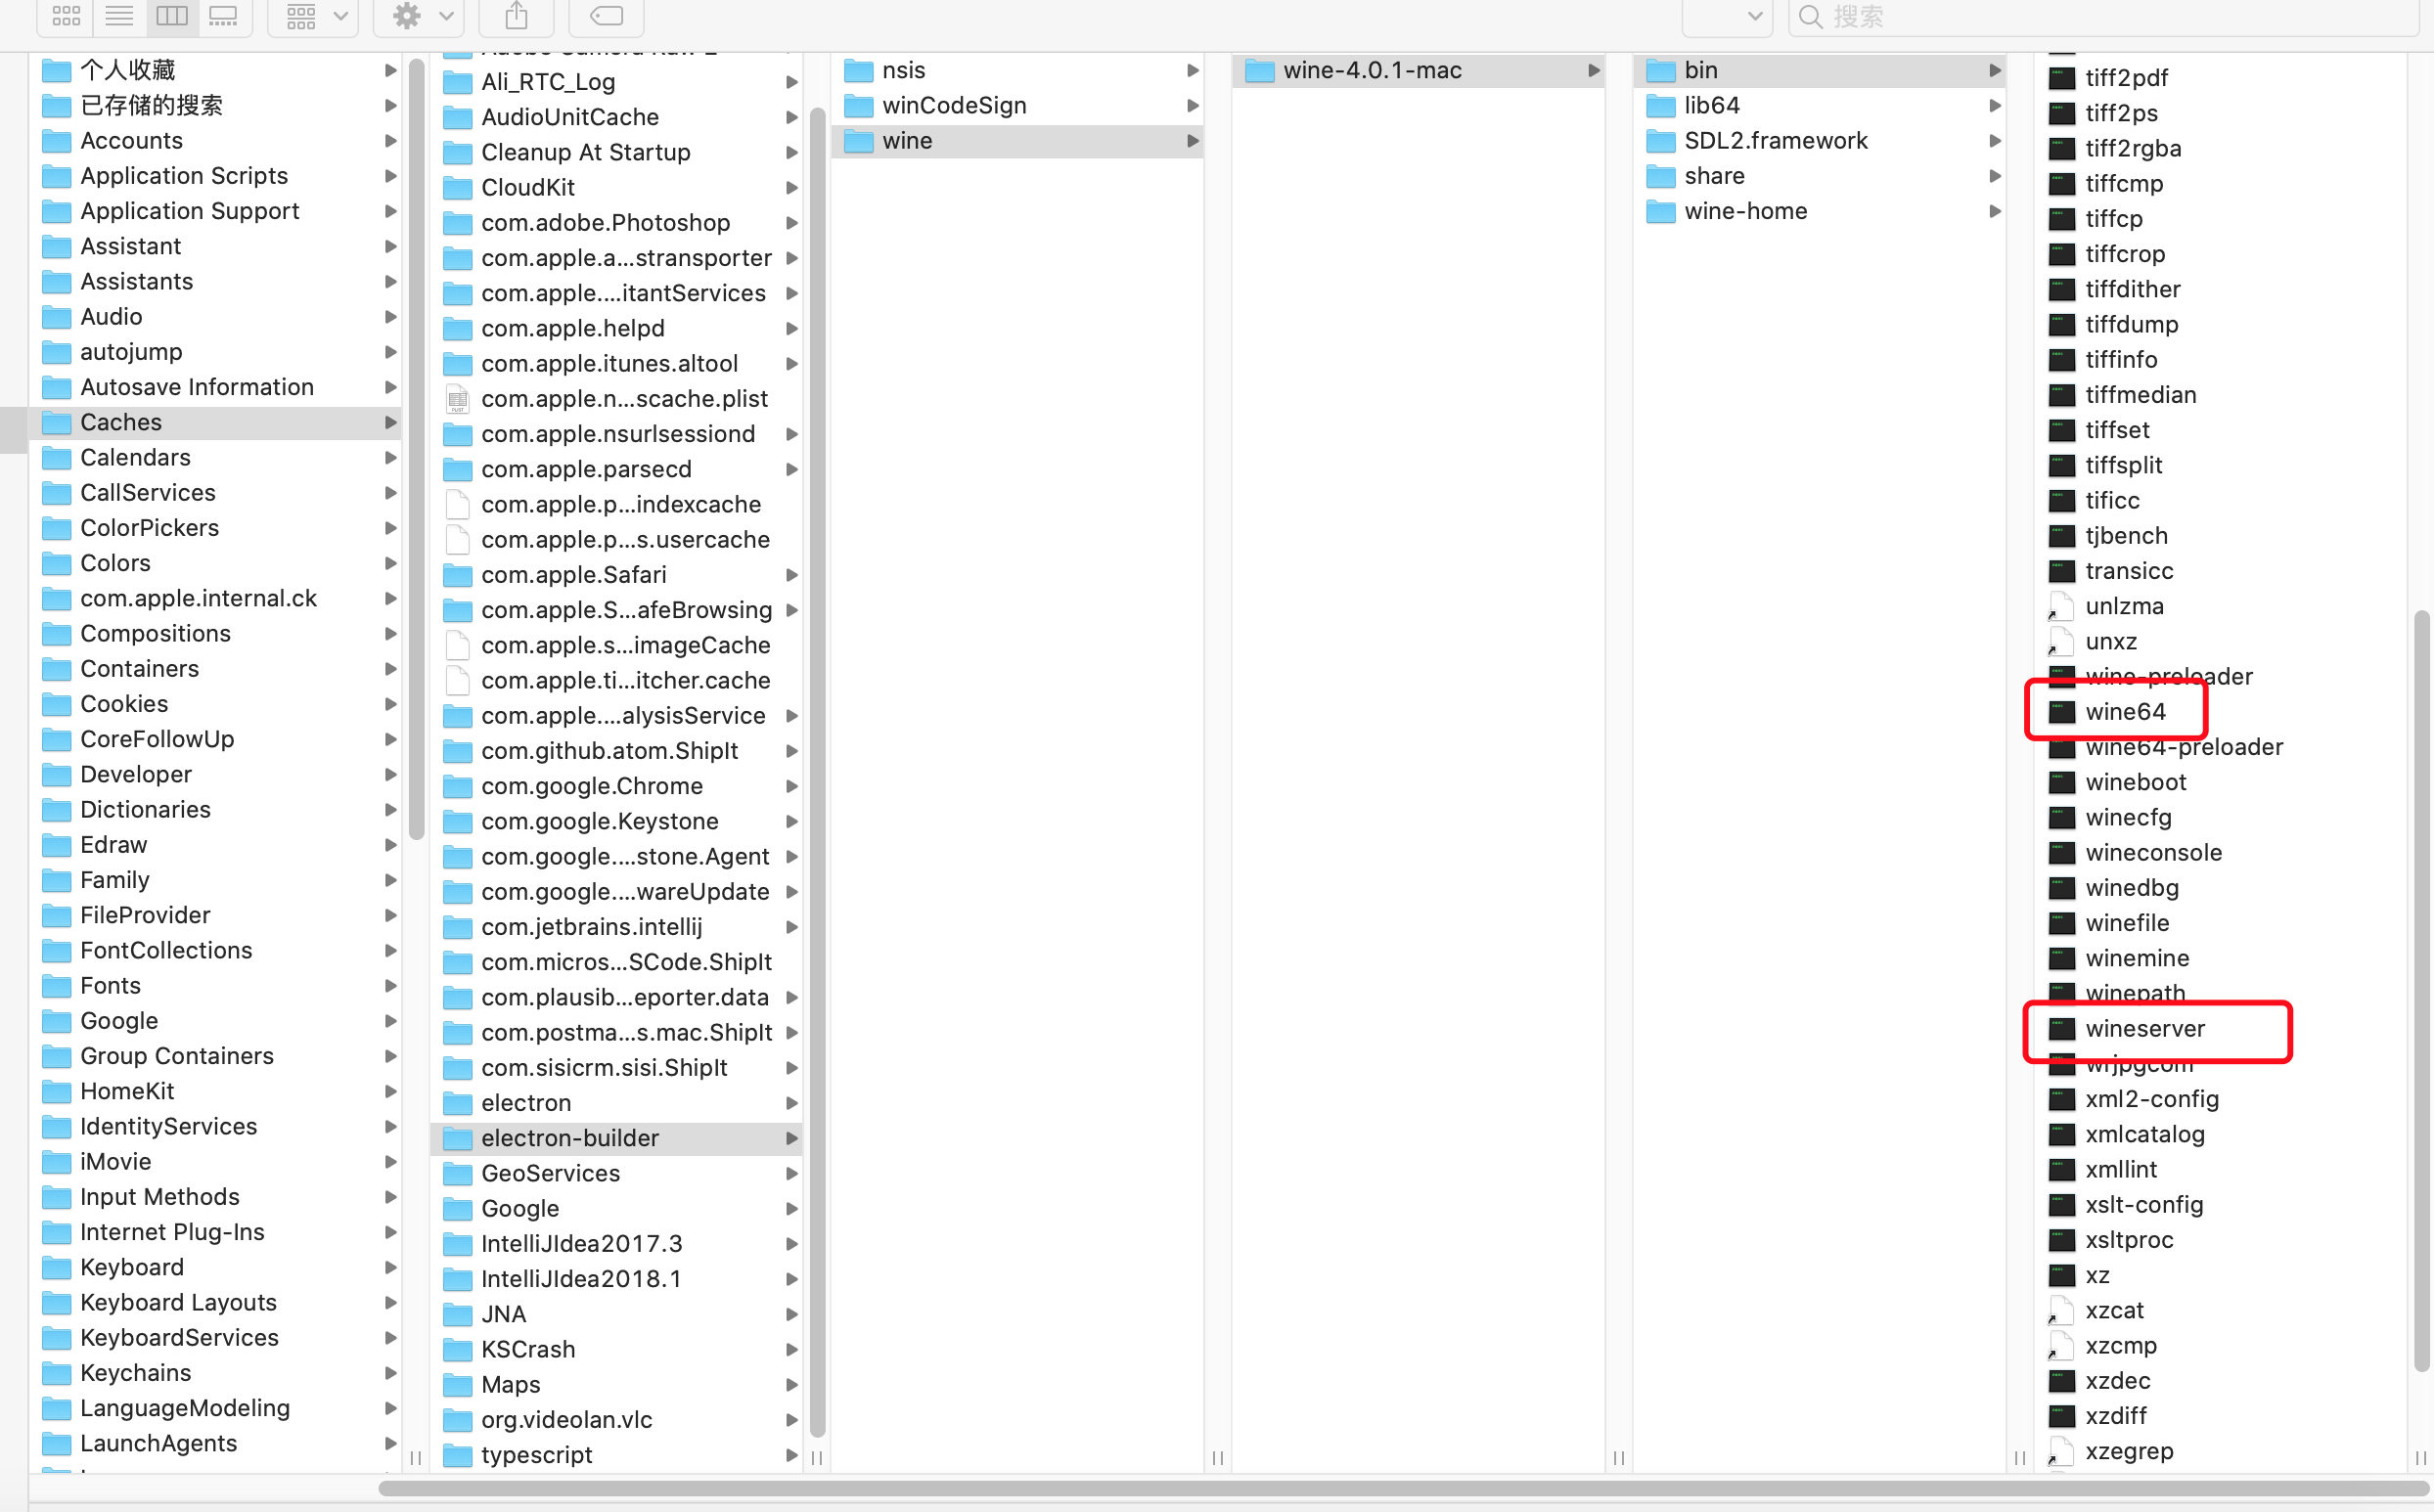 搜索
个人收藏
已存储的搜索
Accounts
Application Scripts
Application Support
Assistant
Assistants
Audio
autojump
Autosave Information
Caches
Calendars
CallServices
ColorPickers
Colors
com.apple.internal.ck
Compositions
Containers
Cookies
CoreFollowUp
Developer
Dictionaries
Edraw
Family
FileProvider
FontCollections
Fonts
Google
Group Containers
HomeKit
IdentityServices
iMovie
Input Methods
Internet Plug-Ins
Keyboard
Keyboard Layouts
KeyboardServices
Keychains
LanguageModeling
LaunchAgents
Ali_RTC_Log
AudioUnitCache
Cleanup At Startup
CloudKit
com.adobe.Photoshop
com.apple.a...stransporter
com.apple....itantServices
com.apple.helpd
com.apple.itunes.altool
com.apple.n...scache.plist
com.apple.nsurlsessiond
com.apple.parsecd
com.apple.p...indexcache
com.apple.p...s.usercache
com.apple.Safari
com.apple.S...afeBrowsing
com.apple.s...imageCache
com.apple.ti...itcher.cache
com.apple....alysisService
com.github.atom.ShipIt
com.google.Chrome
com.google.Keystone
com.google....stone.Agent
com.google....wareUpdate
com.jetbrains.intellij
com.micros...SCode.ShipIt
com.plausib...eporter.data
com.postma...s.mac.ShipIt
com.sisicrm.sisi.ShipIt
electron
electron-builder
GeoServices
Google
IntelliJIdea2017.3
IntelliJIdea2018.1
JNA
KSCrash
Maps
org.videolan.vlc
typescript
nsis
winCodeSign
wine
wine-4.0.1-mac
bin
lib64
SDL2.framework
share
wine-home
tiff2pdf
tiff2ps
tiff2rgba
tiffcmp
tiffcp
tiffcrop
tiffdither
tiffdump
tiffinfo
tiffmedian
tiffset
tiffsplit
tificc
tjbench
transicc
unlzma
unxz
wine-preloader
wine64
wine64-preloader
wineboot
winecfg
wineconsole
winedbg
winefile
winemine
winepath
wineserver
wrjpgcom
xml2-config
xmlcatalog
xmllint
xslt-config
xsltproc
xz
xzcat
xzcmp
xzdec
xzdiff
xzegrep